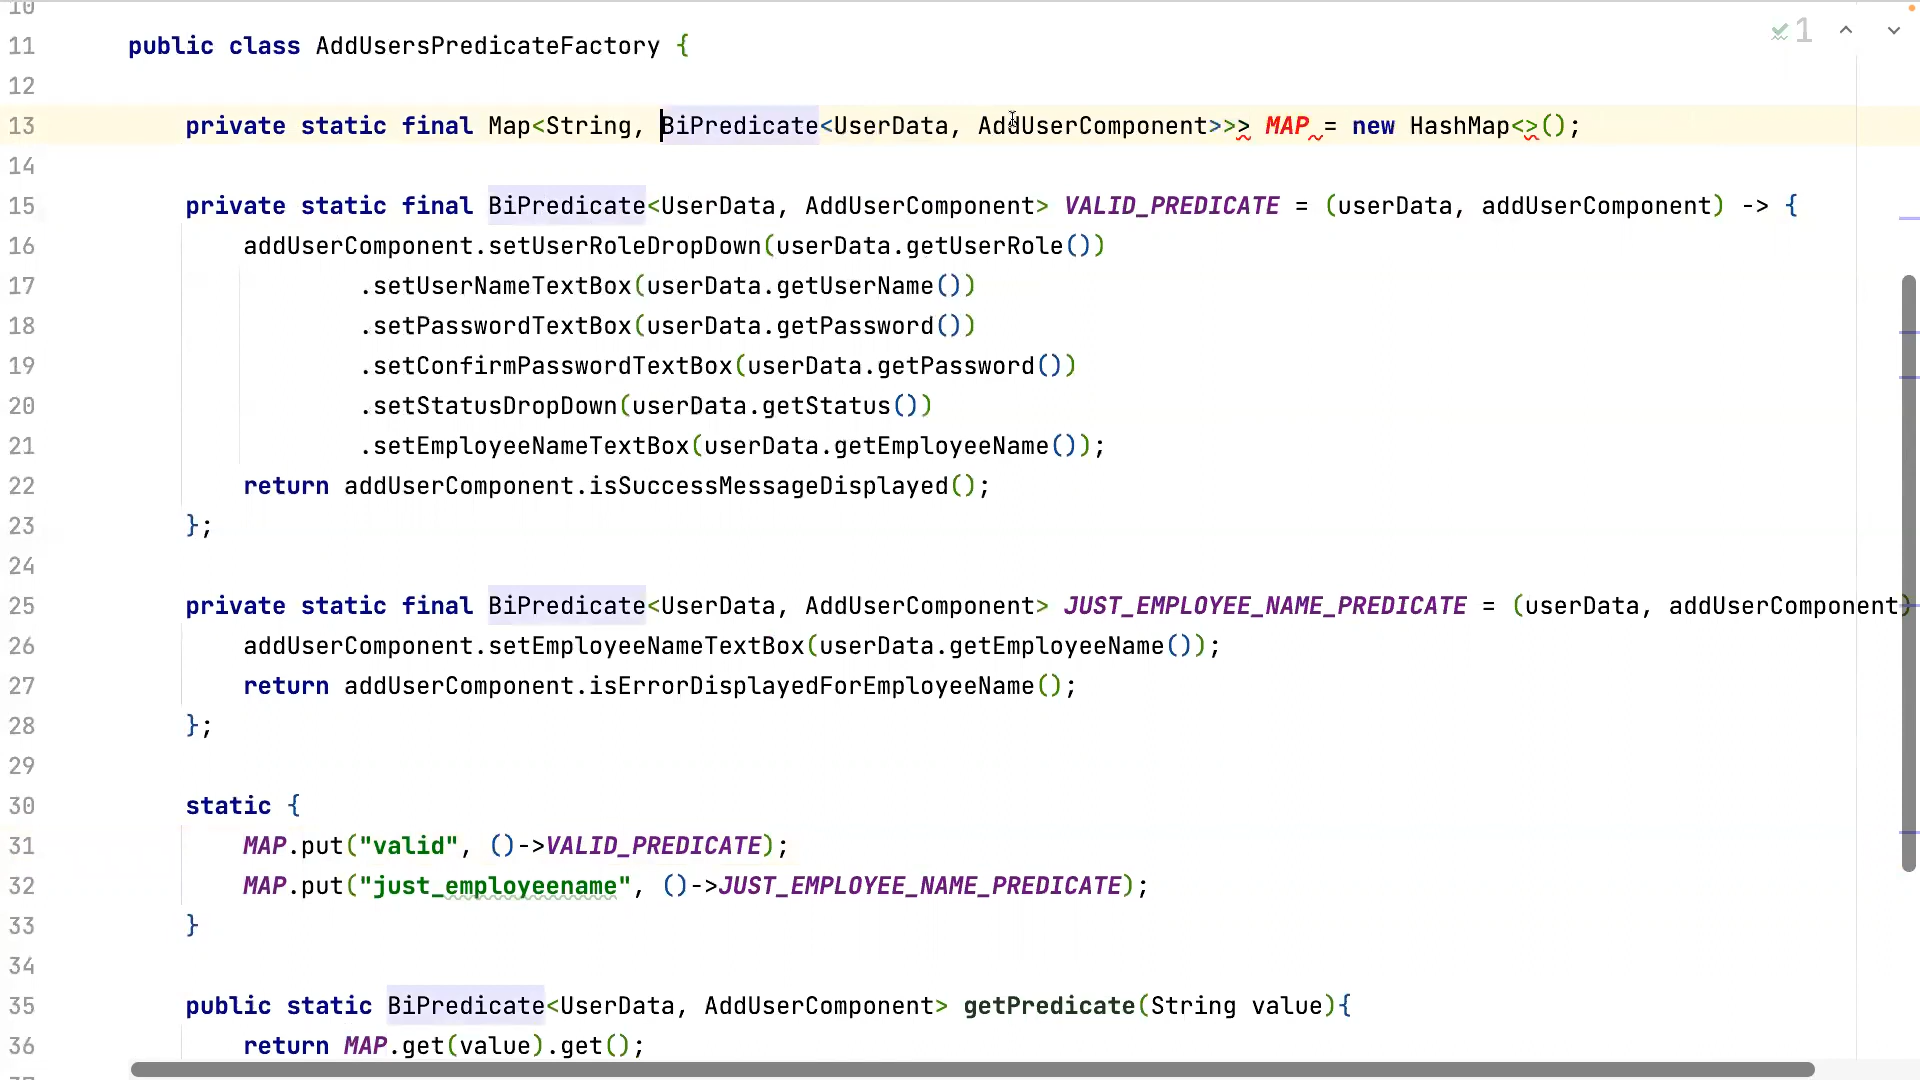 10
11 public class AddUsersPredicateFactory {
12
13 private static final Map<String, BiPredicate<UserData, AddUserComponent>>> MAP = new HashMap<>();
14
15 private static final BiPredicate<UserData, AddUserComponent> VALID_PREDICATE = (userData, addUserComponent) -> {
16 addUserComponent.setUserRoleDropDown(userData.getUserRole())
17 .setUserNameTextBox(userData.getUserName())
18 .setPasswordTextBox(userData.getPassword())
19 .setConfirmPasswordTextBox(userData.getPassword())
20 .setStatusDropDown(userData.getStatus())
21 .setEmployeeNameTextBox(userData.getEmployeeName());
22 return addUserComponent.isSuccessMessageDisplayed();
23 };
24
25 private static final BiPredicate<UserData, AddUserComponent> JUST_EMPLOYEE_NAME_PREDICATE = (userData, addUserComponent)
26 addUserComponent.setEmployeeNameTextBox(userData.getEmployeeName());
27 return addUserComponent.isErrorDisplayedForEmployeeName();
28 };
29
30 static {
31 MAP.put("valid", ()->VALID_PREDICATE);
32 MAP.put("just_employeename", ()->JUST_EMPLOYEE_NAME_PREDICATE);
33 }
34
35 public static BiPredicate<UserData, AddUserComponent> getPredicate(String value){
36 return MAP.get(value).get();
1